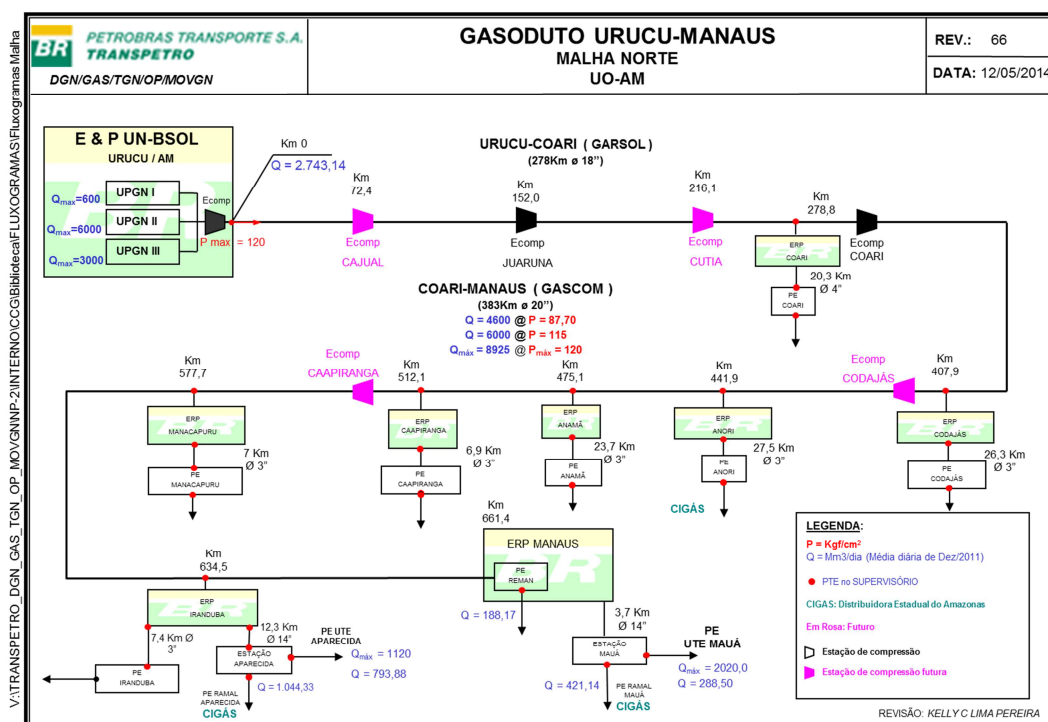 BR
PETROBRAS TRANSPORTE S.A.
TRANSPETRO
DGN/GAS/TGN/OP/MOVGN
GASODUTO URUCU-MANAUS
MALHA NORTE
UO-AM
REV.: 66
DATA: 12/05/2014
V:\TRANSPETRO_DGN_GAS_TGN_OP_MOVGN\NP-2\INTERNO\CCG\Biblioteca\FLUXOGRAMAS\Fluxogramas Malha
E & P UN-BSOL
URUCU / AM
UPGN I
Qmax=600
UPGN II
Qmax=6000
UPGN III
Qmax=3000
Ecomp
P max = 120
Km 0
Q = 2.743,14
URUCU-COARI ( GARSOL )
(278Km ø 18”)
Km
72,4
Ecomp
CAJUAL
Km
152,0
Ecomp
JUARUNA
Km
216,1
Ecomp
CUTIA
Km
278,8
ERP
COARI
Ecomp
COARI
20,3 Km
Ø 4”
PE
COARI
COARI-MANAUS ( GASCOM )
(383Km ø 20”)
Q = 4600 @ P = 87,70
Q = 6000 @ P = 115
Qmáx = 8925 @ Pmáx = 120
Km
577,7
ERP
MANACAPURU
7 Km
Ø 3”
PE
MANACAPURU
Ecomp
CAAPIRANGA
Km
512,1
ERP
CAAPIRANGA
6,9 Km
Ø 3”
PE
CAAPIRANGA
Km
475,1
ERP
ANAMÃ
23,7 Km
Ø 3”
PE
ANAMÃ
Km
441,9
ERP
ANORI
27,5 Km
Ø 3”
PE
ANORI
CIGÁS
Ecomp
CODAJÁS
Km
407,9
ERP
CODAJÁS
26,3 Km
Ø 3”
PE
CODAJÁS
Km
634,5
ERP
IRANDUBA
7,4 Km Ø
3”
PE
IRANDUBA
12,3 Km
Ø 14”
ESTAÇÃO
APARECIDA
PE UTE
APARECIDA
Qmáx = 1120
Q = 793,88
Q = 1.044,33
PE RAMAL
APARECIDA
CIGÁS
Km
661,4
ERP MANAUS
PE
REMAN
Q = 188,17
3,7 Km
Ø 14”
ESTAÇÃO
MAUÁ
PE
UTE MAUÁ
Qmáx = 2020,0
Q = 288,50
Q = 421,14
PE RAMAL
MAUÁ
CIGÁS
LEGENDA:
P = Kgf/cm²
Q = Mm3/dia (Média diária de Dez/2011)
PTE no SUPERVISÓRIO
CIGÁS: Distribuidora Estadual do Amazonas
Em Rosa: Futuro
Estação de compressão
Estação de compressão futura
REVISÃO: KELLY C LIMA PEREIRA